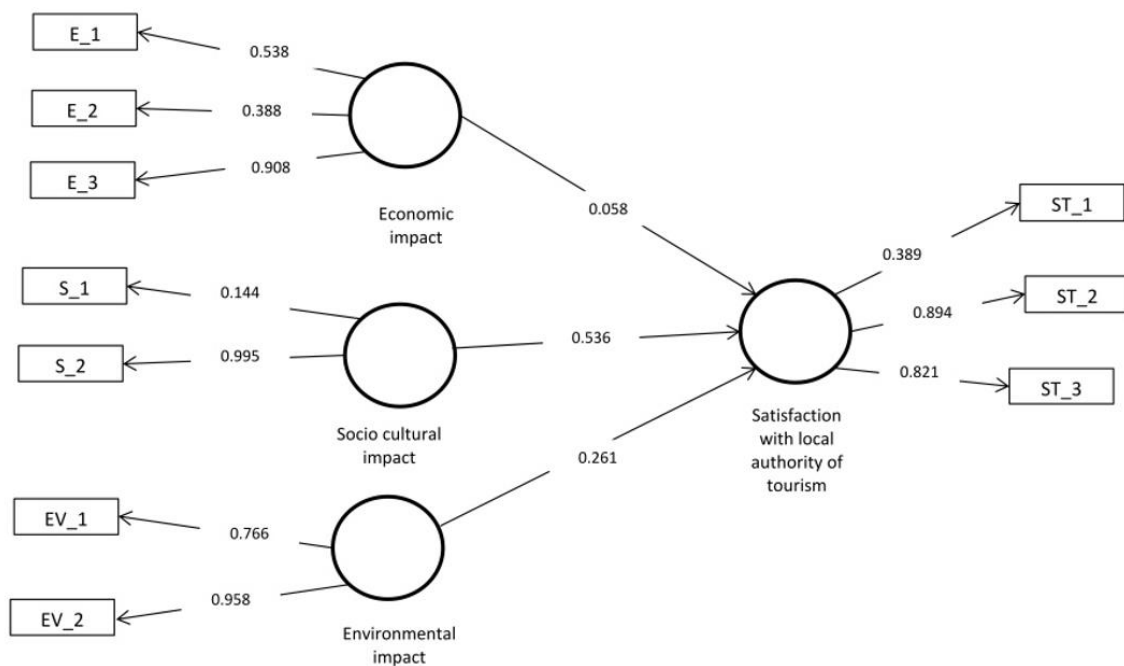 E_1
0.538
E_2
0.388
E_3
0.908
Economic
impact
0.058
S_1
0.144
S_2
0.995
Socio cultural
impact
0.536
EV_1
0.766
EV_2
0.958
Environmental
impact
0.261
Satisfaction
with local
authority of
tourism
ST_1
0.389
ST_2
0.894
ST_3
0.821